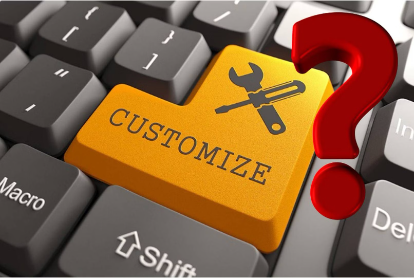 {
[
}
]
"
'
CUSTOMIZE
?
Macro
Shift
Del